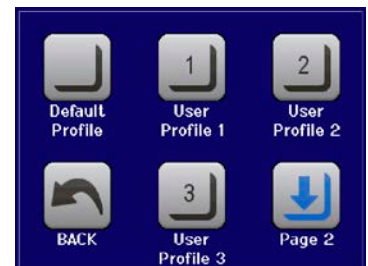 1
2
Default
Profile
User
Profile 1
User
Profile 2
3
BACK
User
Profile 3
Page 2